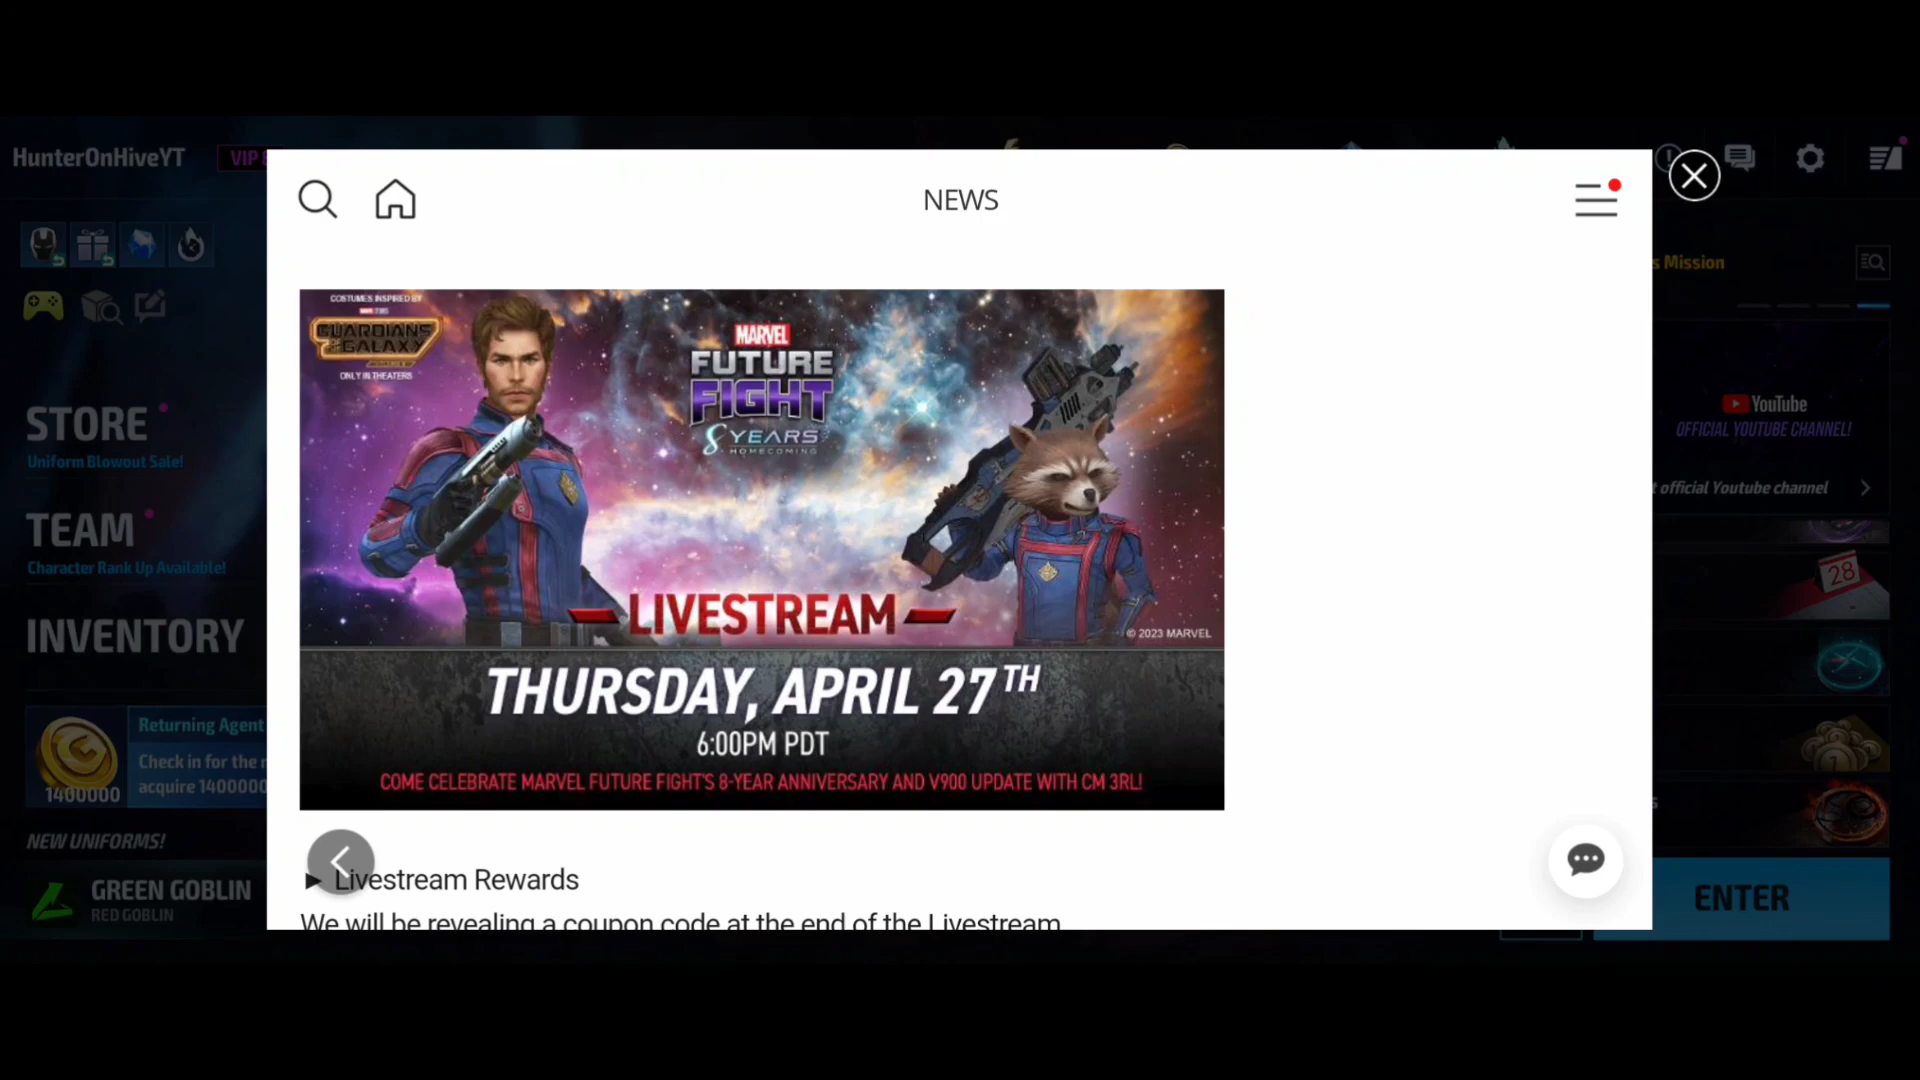 HunterOnHiveYT
VIP
NEWS
s Mission
COSTUMES INSPIRED BY
GUARDIANS
GALAXY
ONLY IN THEATERS
MARVEL
FUTURE
FIGHT
8 YEARS
HOMECOMING
LIVESTREAM
© 2023 MARVEL
THURSDAY, APRIL 27TH
6:00PM PDT
COME CELEBRATE MARVEL FUTURE FIGHT'S 8-YEAR ANNIVERSARY AND V900 UPDATE WITH CM 3RL!
► Livestream Rewards
We will be revealing a coupon code at the end of the Livestream
STORE
Uniform Blowout Sale!
TEAM
Character Rank Up Available!
INVENTORY
Returning Agent
Check in for the r
acquire 1400000
1400000
NEW UNIFORMS!
GREEN GOBLIN
RED GOBLIN
YouTube
OFFICIAL YOUTUBE CHANNEL!
t official Youtube channel
28
s
ENTER